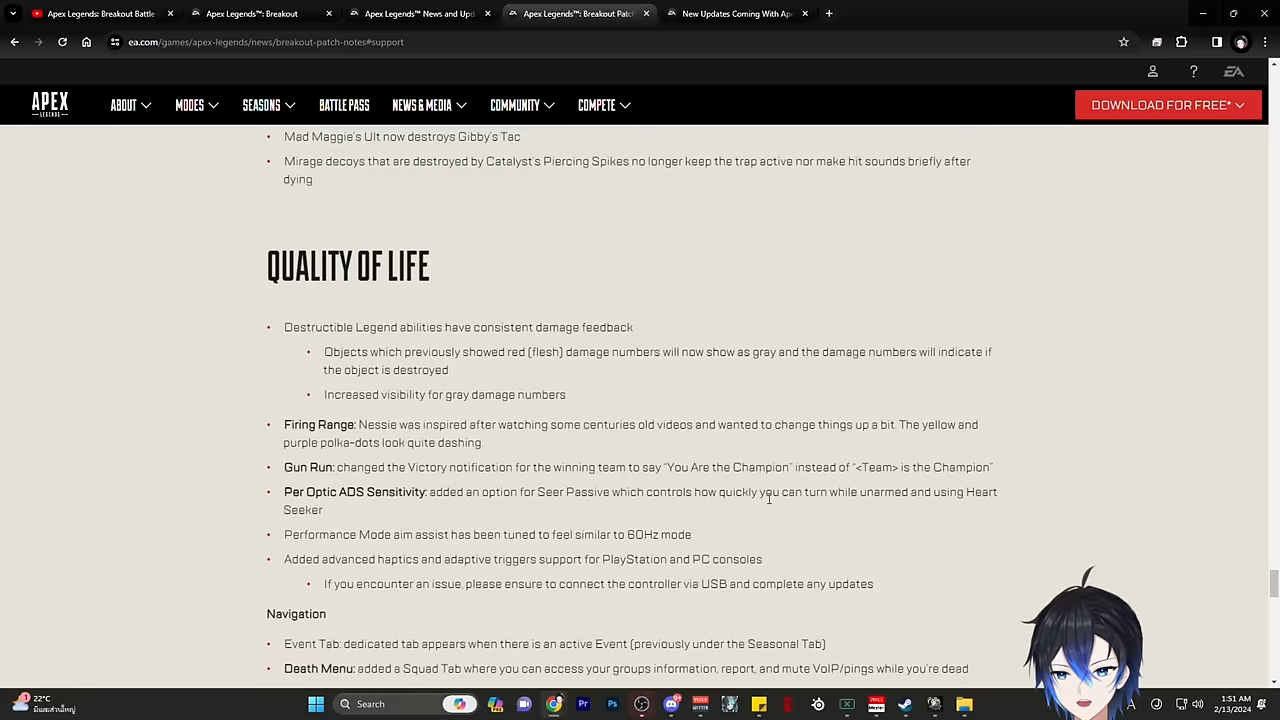 Apex Legends Breakout Battle
Apex Legends™: Breakout
Apex Legends™ News and Upd
Apex Legends™: Breakout Patc
New Updates Coming With Ape
ea.com/games/apex-legends/news/breakout-patch-notes#support
EA
APEX
LEGENDS
ABOUT
MODES
SEASONS
BATTLE PASS
NEWS & MEDIA
COMMUNITY
COMPETE
DOWNLOAD FOR FREE*
• Mad Maggie's Ult now destroys Gibby's Tac
• Mirage decoys that are destroyed by Catalyst's Piercing Spikes no longer keep the trap active nor make hit sounds briefly after
dying
QUALITY OF LIFE
• Destructible Legend abilities have consistent damage feedback
• Objects which previously showed red (flesh) damage numbers will now show as gray and the damage numbers will indicate if
the object is destroyed
• Increased visibility for gray damage numbers
• Firing Range: Nessie was inspired after watching some centuries old videos and wanted to change things up a bit. The yellow and
purple polka-dots look quite dashing.
• Gun Run: changed the Victory notification for the winning team to say "You Are the Champion" instead of "<Team> is the Champion"
• Per Optic ADS Sensitivity: added an option for Seer Passive which controls how quickly you can turn while unarmed and using Heart
Seeker
• Performance Mode aim assist has been tuned to feel similar to 60Hz mode
• Added advanced haptics and adaptive triggers support for PlayStation and PC consoles
• If you encounter an issue, please ensure to connect the controller via USB and complete any updates
Navigation
• Event Tab: dedicated tab appears when there is an active Event (previously under the Seasonal Tab)
• Death Menu: added a Squad Tab where you can access your groups information, report, and mute VoIP/pings while you're dead
22°C
มีเมฆส่วนใหญ่
Search
Pr
Ps
A
1:51 AM
2/13/2024